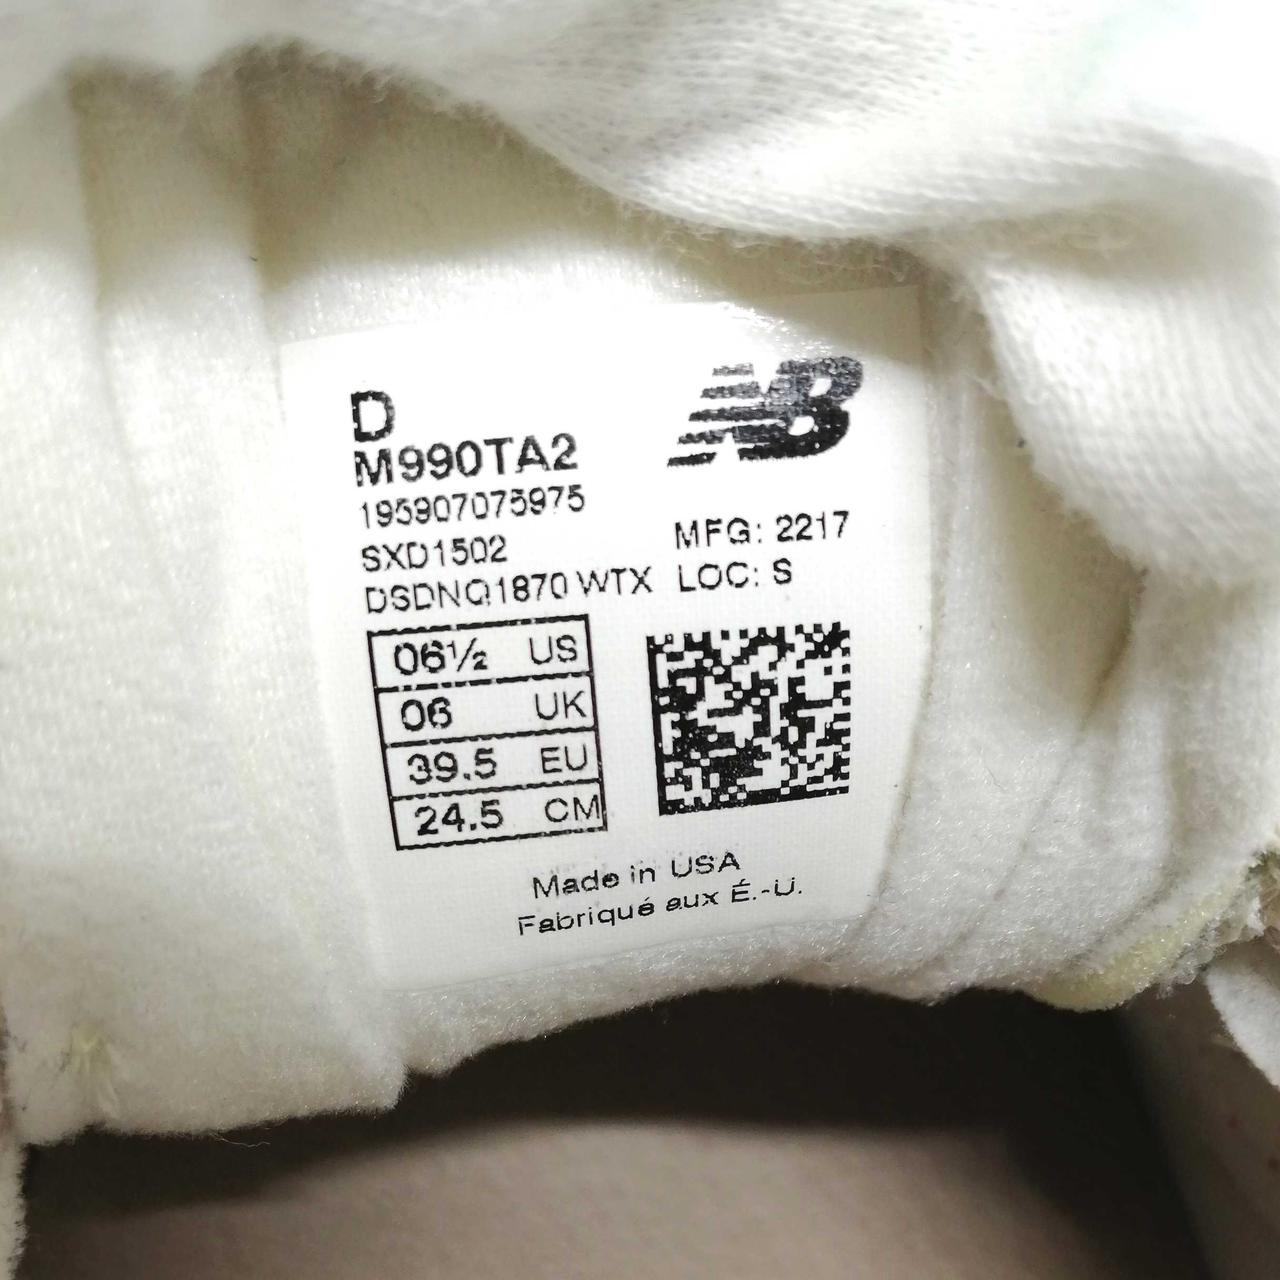 D
NB
M990TA2
195907075975
SXD1502
MFG: 2217
DSDNQ1870 WTX
LOC: S
06½ US
06 UK
39.5 EU
24.5 CM
Made in USA
Fabriqué aux É.-U.